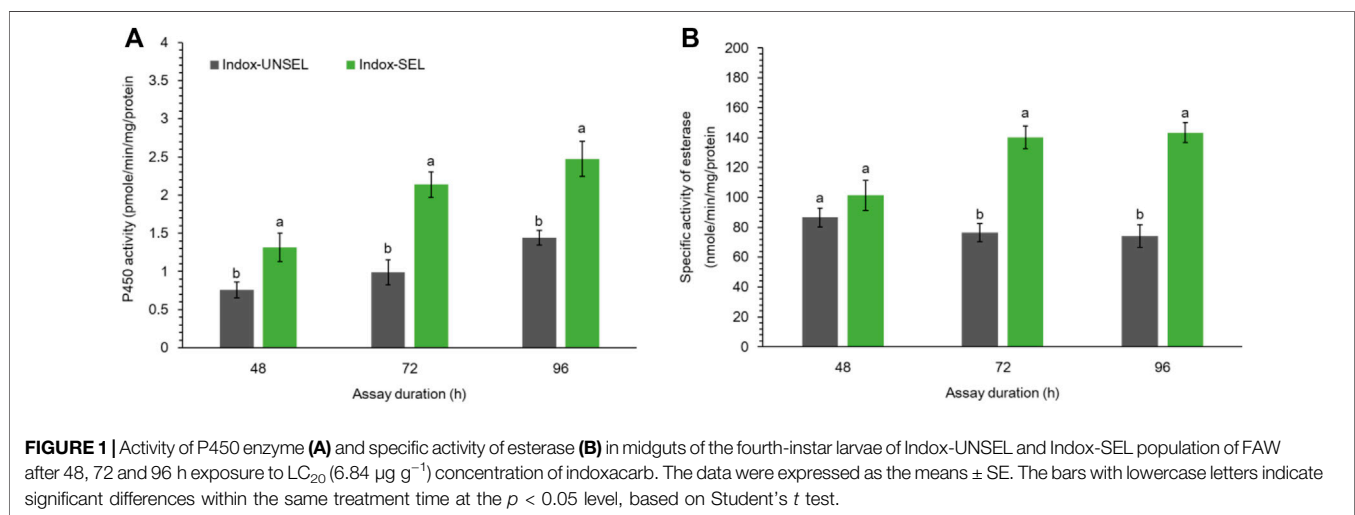 A
P450 activity (pmole/min/mg/protein)
4
3.5
3
2.5
2
1.5
1
0.5
0
Indox-UNSEL
Indox-SEL
b
a
b
a
b
a
48
72
96
Assay duration (h)
B
Specific activity of esterase
(nmole/min/mg/protein)
200
180
160
140
120
100
80
60
40
20
0
a
a
b
a
b
a
48
72
96
Assay duration (h)
FIGURE 1 | Activity of P450 enzyme (A) and specific activity of esterase (B) in midguts of the fourth-instar larvae of Indox-UNSEL and Indox-SEL population of FAW
after 48, 72 and 96 h exposure to LC₂₀ (6.84 μg g⁻¹) concentration of indoxacarb. The data were expressed as the means ± SE. The bars with lowercase letters indicate
significant differences within the same treatment time at the p < 0.05 level, based on Student’s t test.